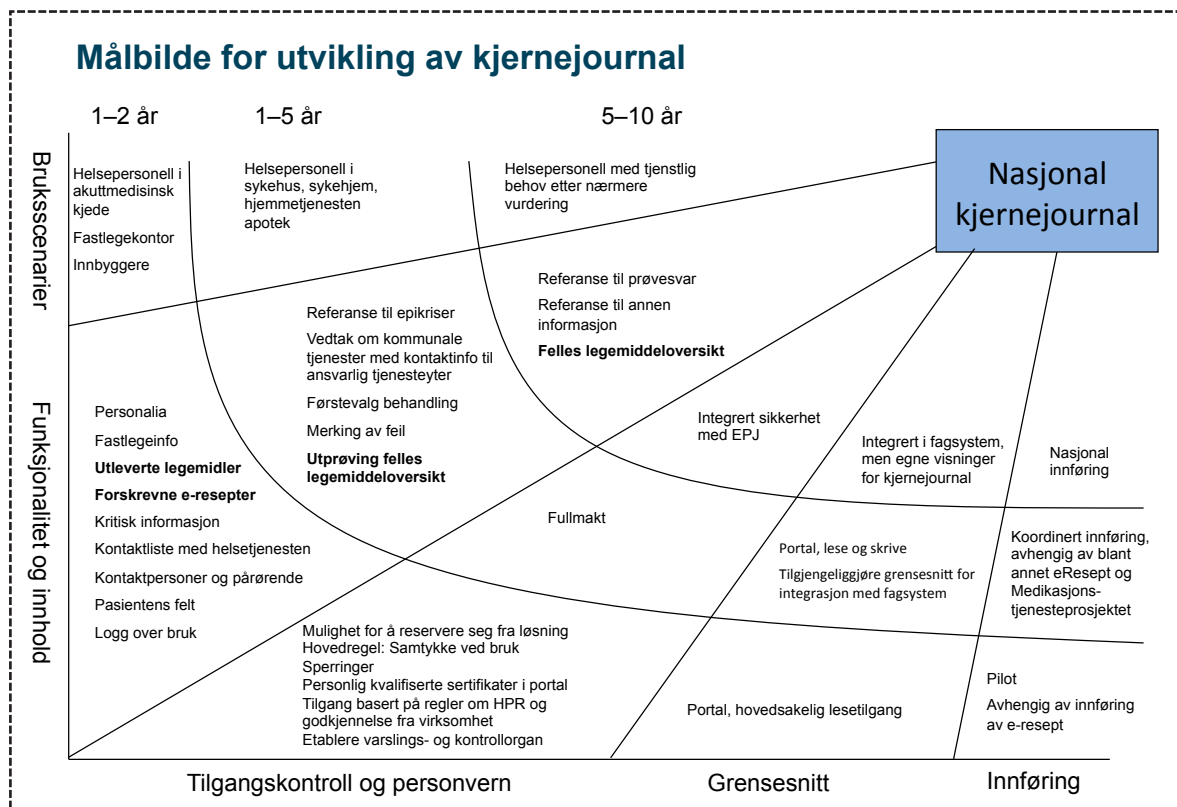 Målbilde for utvikling av kjernejournal
1–2 år
1–5 år
5–10 år
Bruksscenarier
Helsepersonell i
akuttmedisinsk
kjede
Fastlegekontor
Innbyggere
Helsepersonell i
sykehus, sykehjem,
hjemmetjenesten
apotek
Helsepersonell med tjenstlig
behov etter nærmere
vurdering
Nasjonal
kjernejournal
Funksjonalitet og innhold
Personalia
Fastlegeinfo
Utleverte legemidler
Forskrevne e-resepter
Kritisk informasjon
Kontaktliste med helsetjenesten
Kontaktpersoner og pårørende
Pasientens felt
Logg over bruk
Referanse til epikriser
Vedtak om kommunale
tjenester med kontaktinfo til
ansvarlig tjenesteyter
Førstevalg behandling
Merking av feil
Utprøving felles
legemiddeloversikt
Referanse til prøvesvar
Referanse til annen
informasjon
Felles legemiddeloversikt
Mulighet for å reservere seg fra løsning
Hovedregel: Samtykke ved bruk
Sperringer
Personlig kvalifiserte sertifikater i portal
Tilgang basert på regler om HPR og
godkjennelse fra virksomhet
Etablere varslings- og kontrollorgan
Fullmakt
Integrert sikkerhet
med EPJ
Portal, hovedsakelig lesetilgang
Portal, lese og skrive
Tilgjengeliggjøre grensesnitt for
integrasjon med fagsystem
Integrert i fagsystem,
men egne visninger
for kjernejournal
Pilot
Avhengig av innføring
av e-resept
Koordinert innføring,
avhengig av blant
annet eResept og
Medikasjons-
tjenesteprosjektet
Nasjonal
innføring
Tilgangskontroll og personvern
Grensesnitt
Innføring